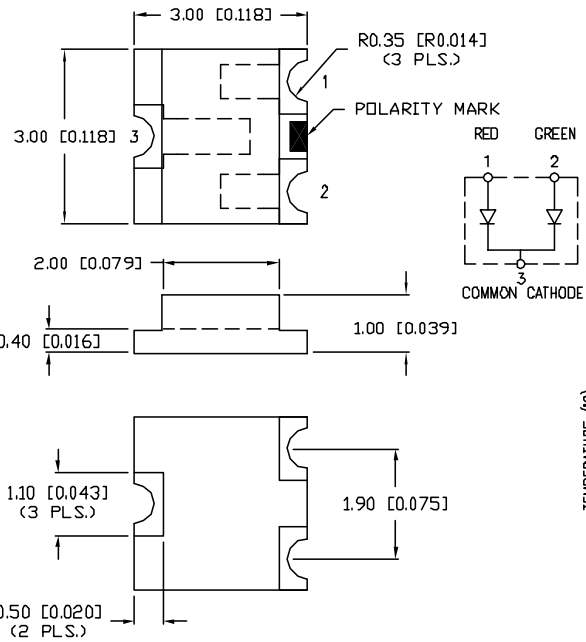 3.00 [0.118]
R0.35 [R0.014]
(3 PLS.)
1
POLARITY MARK
3.00 [0.118]
3
2
RED GREEN
1 2
3
COMMON CATHODE
2.00 [0.079]
0.40 [0.016]
1.00 [0.039]
1.10 [0.043]
(3 PLS.)
1.90 [0.075]
0.50 [0.020]
(2 PLS.)